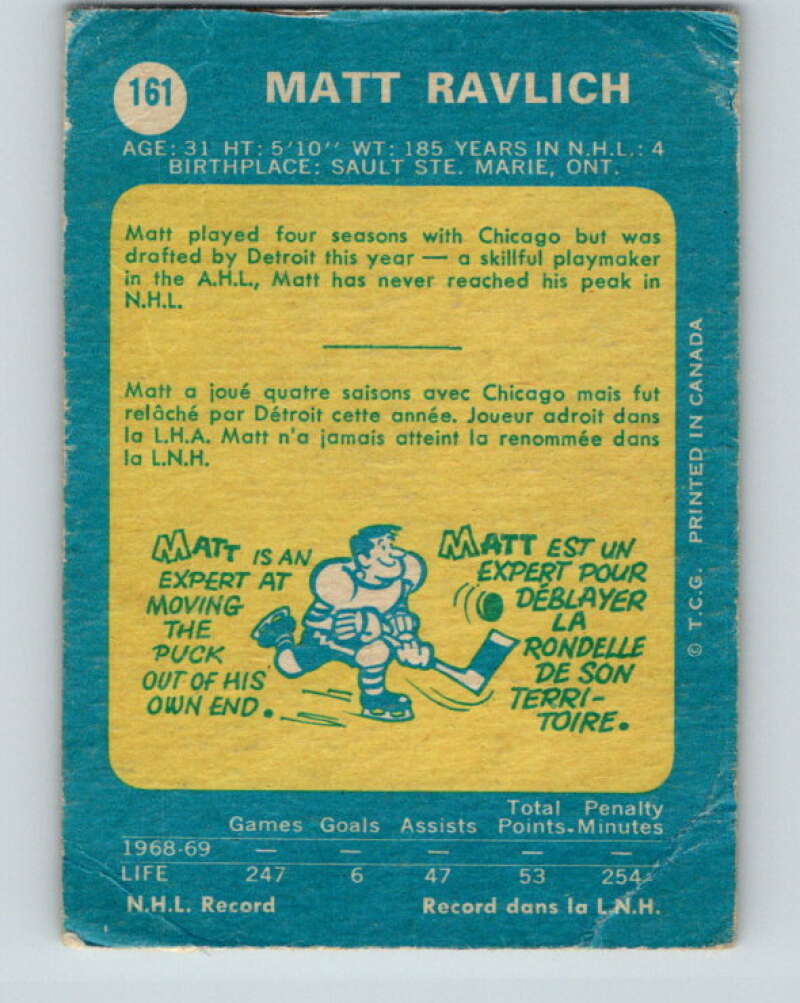 161 MATT RAVLICH
AGE: 31 HT: 5'10'' WT: 185 YEARS IN N.H.L.: 4
BIRTHPLACE: SAULT STE. MARIE, ONT.
Matt played four seasons with Chicago but was
drafted by Detroit this year — a skillful playmaker
in the A.H.L., Matt has never reached his peak in
N.H.L.
Matt a joué quatre saisons avec Chicago mais fut
relâché par Détroit cette année. Joueur adroit dans
la L.H.A. Matt n'a jamais atteint la renommée dans
la L.N.H.
MATT IS AN
EXPERT AT
MOVING
THE
PUCK
OUT OF HIS
OWN END.
MATT EST UN
EXPERT POUR
DÉBLAYER
LA
RONDELLE
DE SON
TERRI-
TOIRE.
© T.C.G. PRINTED IN CANADA
Total Penalty
Games Goals Assists Points. Minutes
1968-69 — — — — —
LIFE 247 6 47 53 254
N.H.L. Record Record dans la L.N.H.